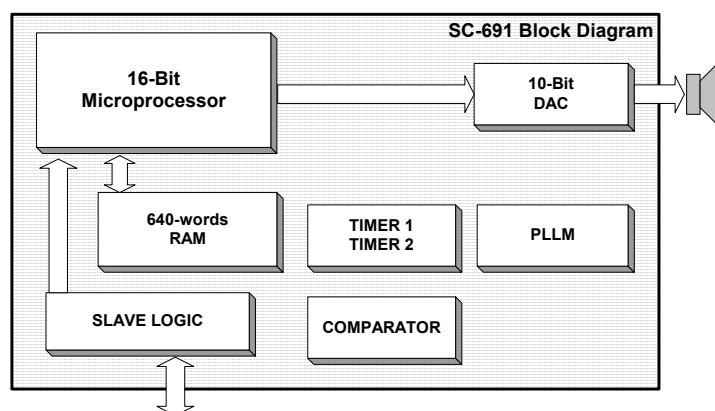 SC-691 Block Diagram
16-Bit
Microprocessor
10-Bit
DAC
640-words
RAM
TIMER 1
TIMER 2
PLLM
SLAVE LOGIC
COMPARATOR